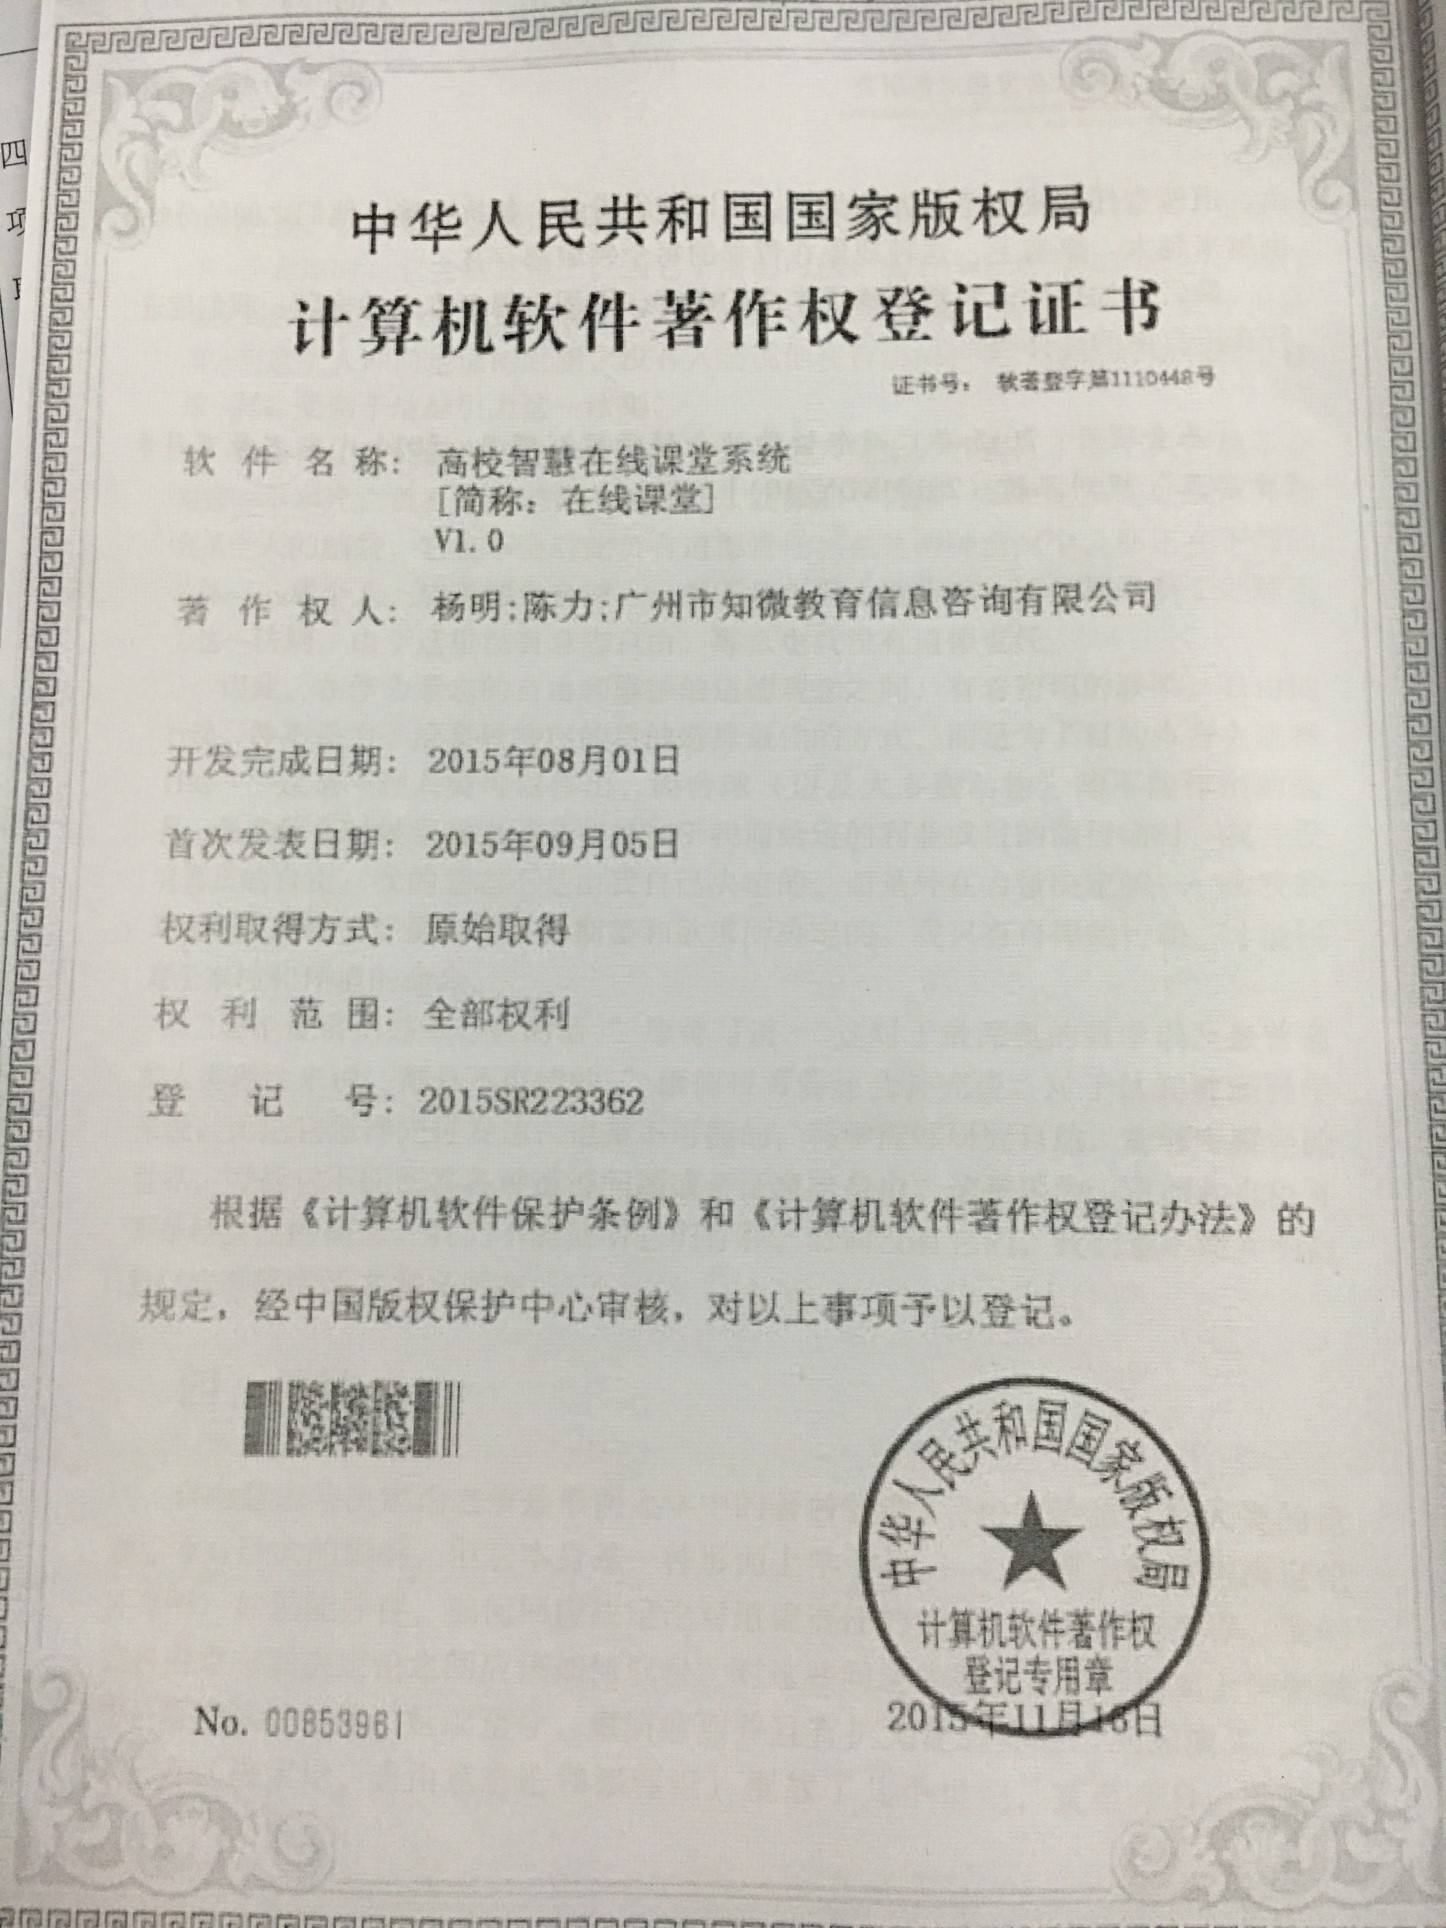 四
项
中华人民共和国国家版权局
计算机软件著作权登记证书
证书号： 软著登字第1110448号
软件名称： 高校智慧在线课堂系统
[简称：在线课堂]
V1.0
著作权人： 杨明;陈力;广州市知微教育信息咨询有限公司
开发完成日期： 2015年08月01日
首次发表日期： 2015年09月05日
权利取得方式： 原始取得
权利范围： 全部权利
登记号： 2015SR223362
根据《计算机软件保护条例》和《计算机软件著作权登记办法》的
规定，经中国版权保护中心审核，对以上事项予以登记。
中华人民共和国国家版权局
计算机软件著作权
登记专用章
No. 00853961
2015年11月16日